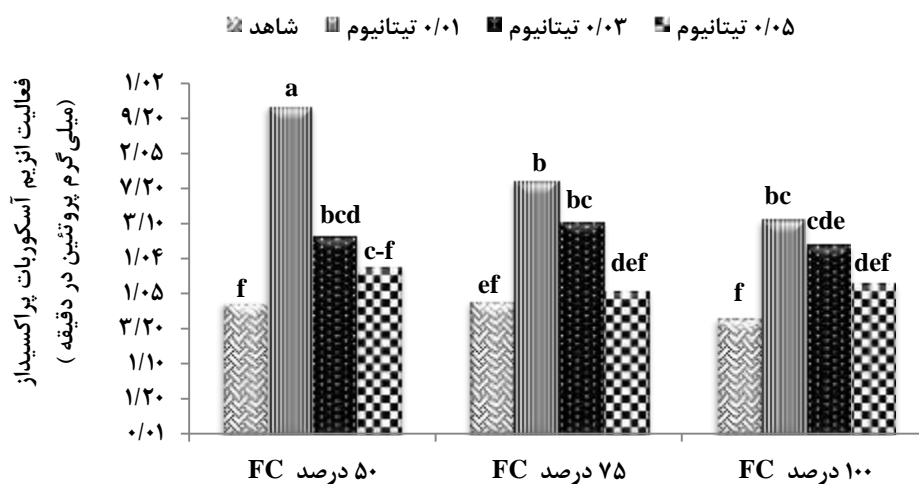 شاهد ۰/۰۱ تیتانیوم ۰/۰۳ تیتانیوم ۰/۰۵ تیتانیوم
فعالیت انزیم آسکوربات پراکسیداز
(میلی گرم پروتئین در دقیقه )
۱/۰۲
۹/۲۰
۲/۰۵
۷/۲۰
۳/۱۰
۱/۰۴
۱/۰۵
۳/۲۰
۱/۱۰
۱/۲۰
۰/۰۱
f a bcd c-f
ef b bc def
f bc cde def
۵۰ درصد FC
۷۵ درصد FC
۱۰۰ درصد FC